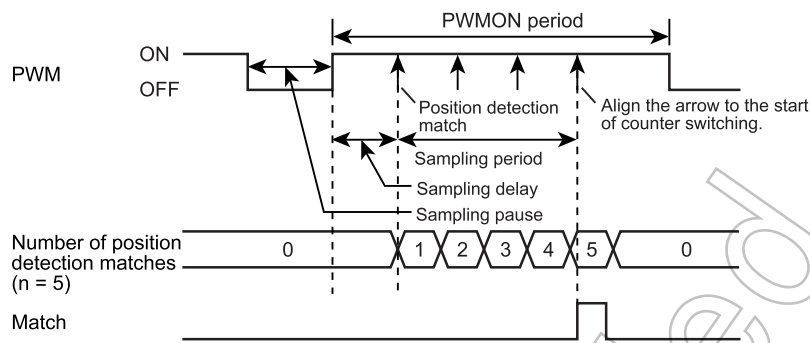 PWMON period
ON
PWM
OFF
Position detection
match
Align the arrow to the start
of counter switching.
Sampling period
Sampling delay
Sampling pause
Number of position
detection matches
(n = 5)
0 1 2 3 4 5 0
Match